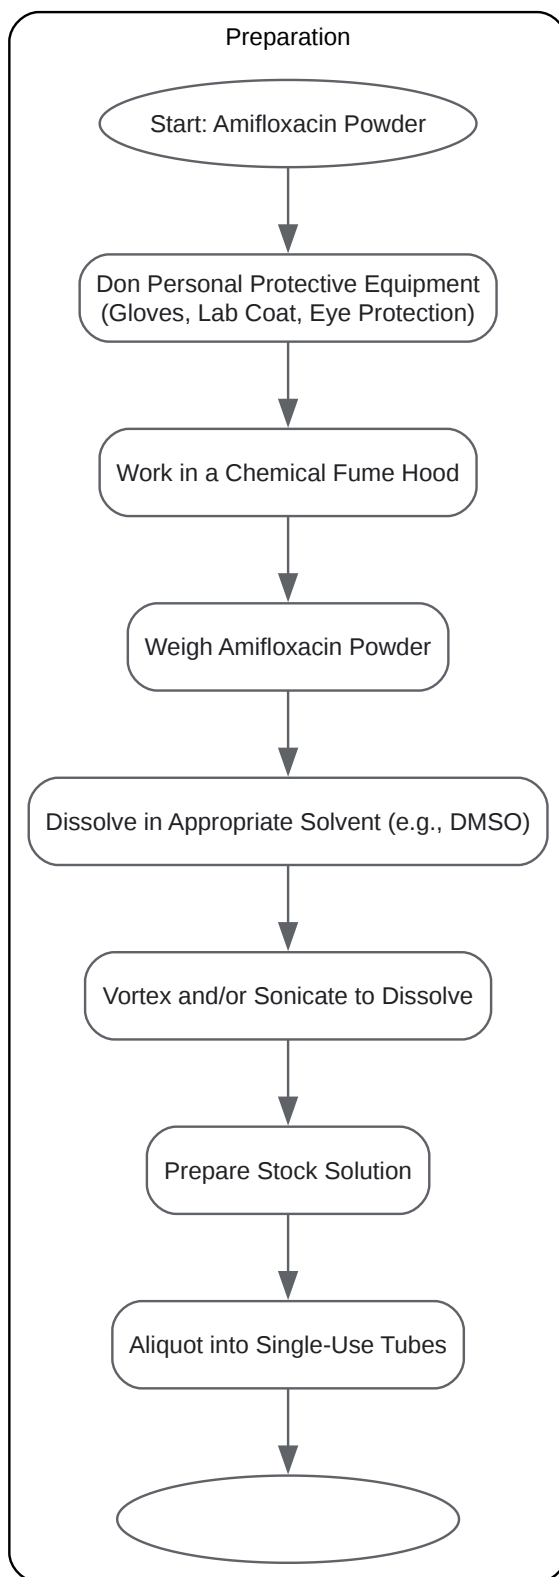 Preparation
Start: Amifloxacin Powder
Don Personal Protective Equipment
(Gloves, Lab Coat, Eye Protection)
Work in a Chemical Fume Hood
Weigh Amifloxacin Powder
Dissolve in Appropriate Solvent (e.g., DMSO)
Vortex and/or Sonicate to Dissolve
Prepare Stock Solution
Aliquot into Single-Use Tubes